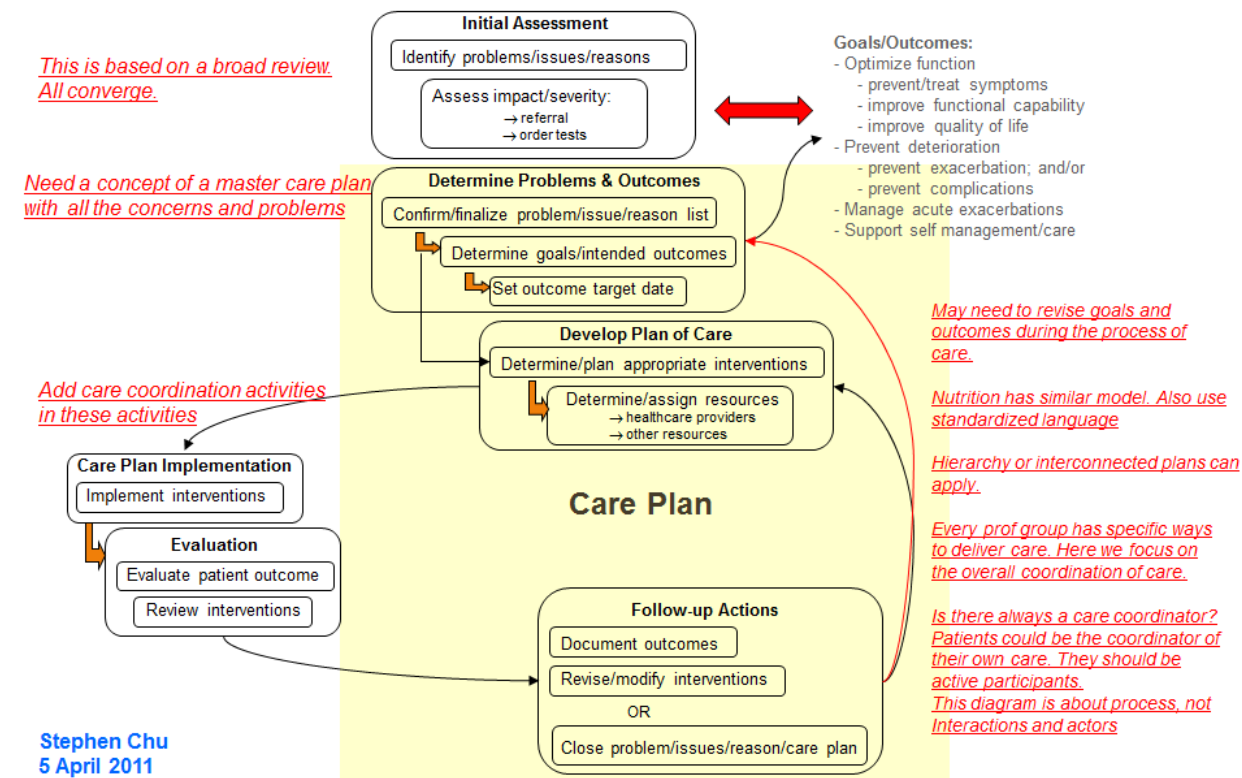 Initial Assessment
Identify problems/issues/reasons
Assess impact/severity:
→ referral
→ order tests
This is based on a broad review.
All converge.
Goals/Outcomes:
- Optimize function
- prevent/treat symptoms
- improve functional capability
- improve quality of life
- Prevent deterioration
- prevent exacerbation; and/or
- prevent complications
- Manage acute exacerbations
- Support self management/care
Need a concept of a master care plan
with all the concerns and problems
Determine Problems & Outcomes
Confirm/finalize problem/issue/reason list
Determine goals/intended outcomes
Set outcome target date
Develop Plan of Care
Determine/plan appropriate interventions
Determine/assign resources
→ healthcare providers
→ other resources
Add care coordination activities
in these activities
Care Plan Implementation
Implement interventions
Evaluation
Evaluate patient outcome
Review interventions
Care Plan
Follow-up Actions
Document outcomes
Revise/modify interventions
OR
Close problem/issues/reason/care plan
May need to revise goals and
outcomes during the process of
care.
Nutrition has similar model. Also use
standardized language
Hierarchy or interconnected plans can
apply.
Every prof group has specific ways
to deliver care. Here we focus on
the overall coordination of care.
Is there always a care coordinator?
Patients could be the coordinator of
their own care. They should be
active participants.
This diagram is about process, not
Interactions and actors
Stephen Chu
5 April 2011